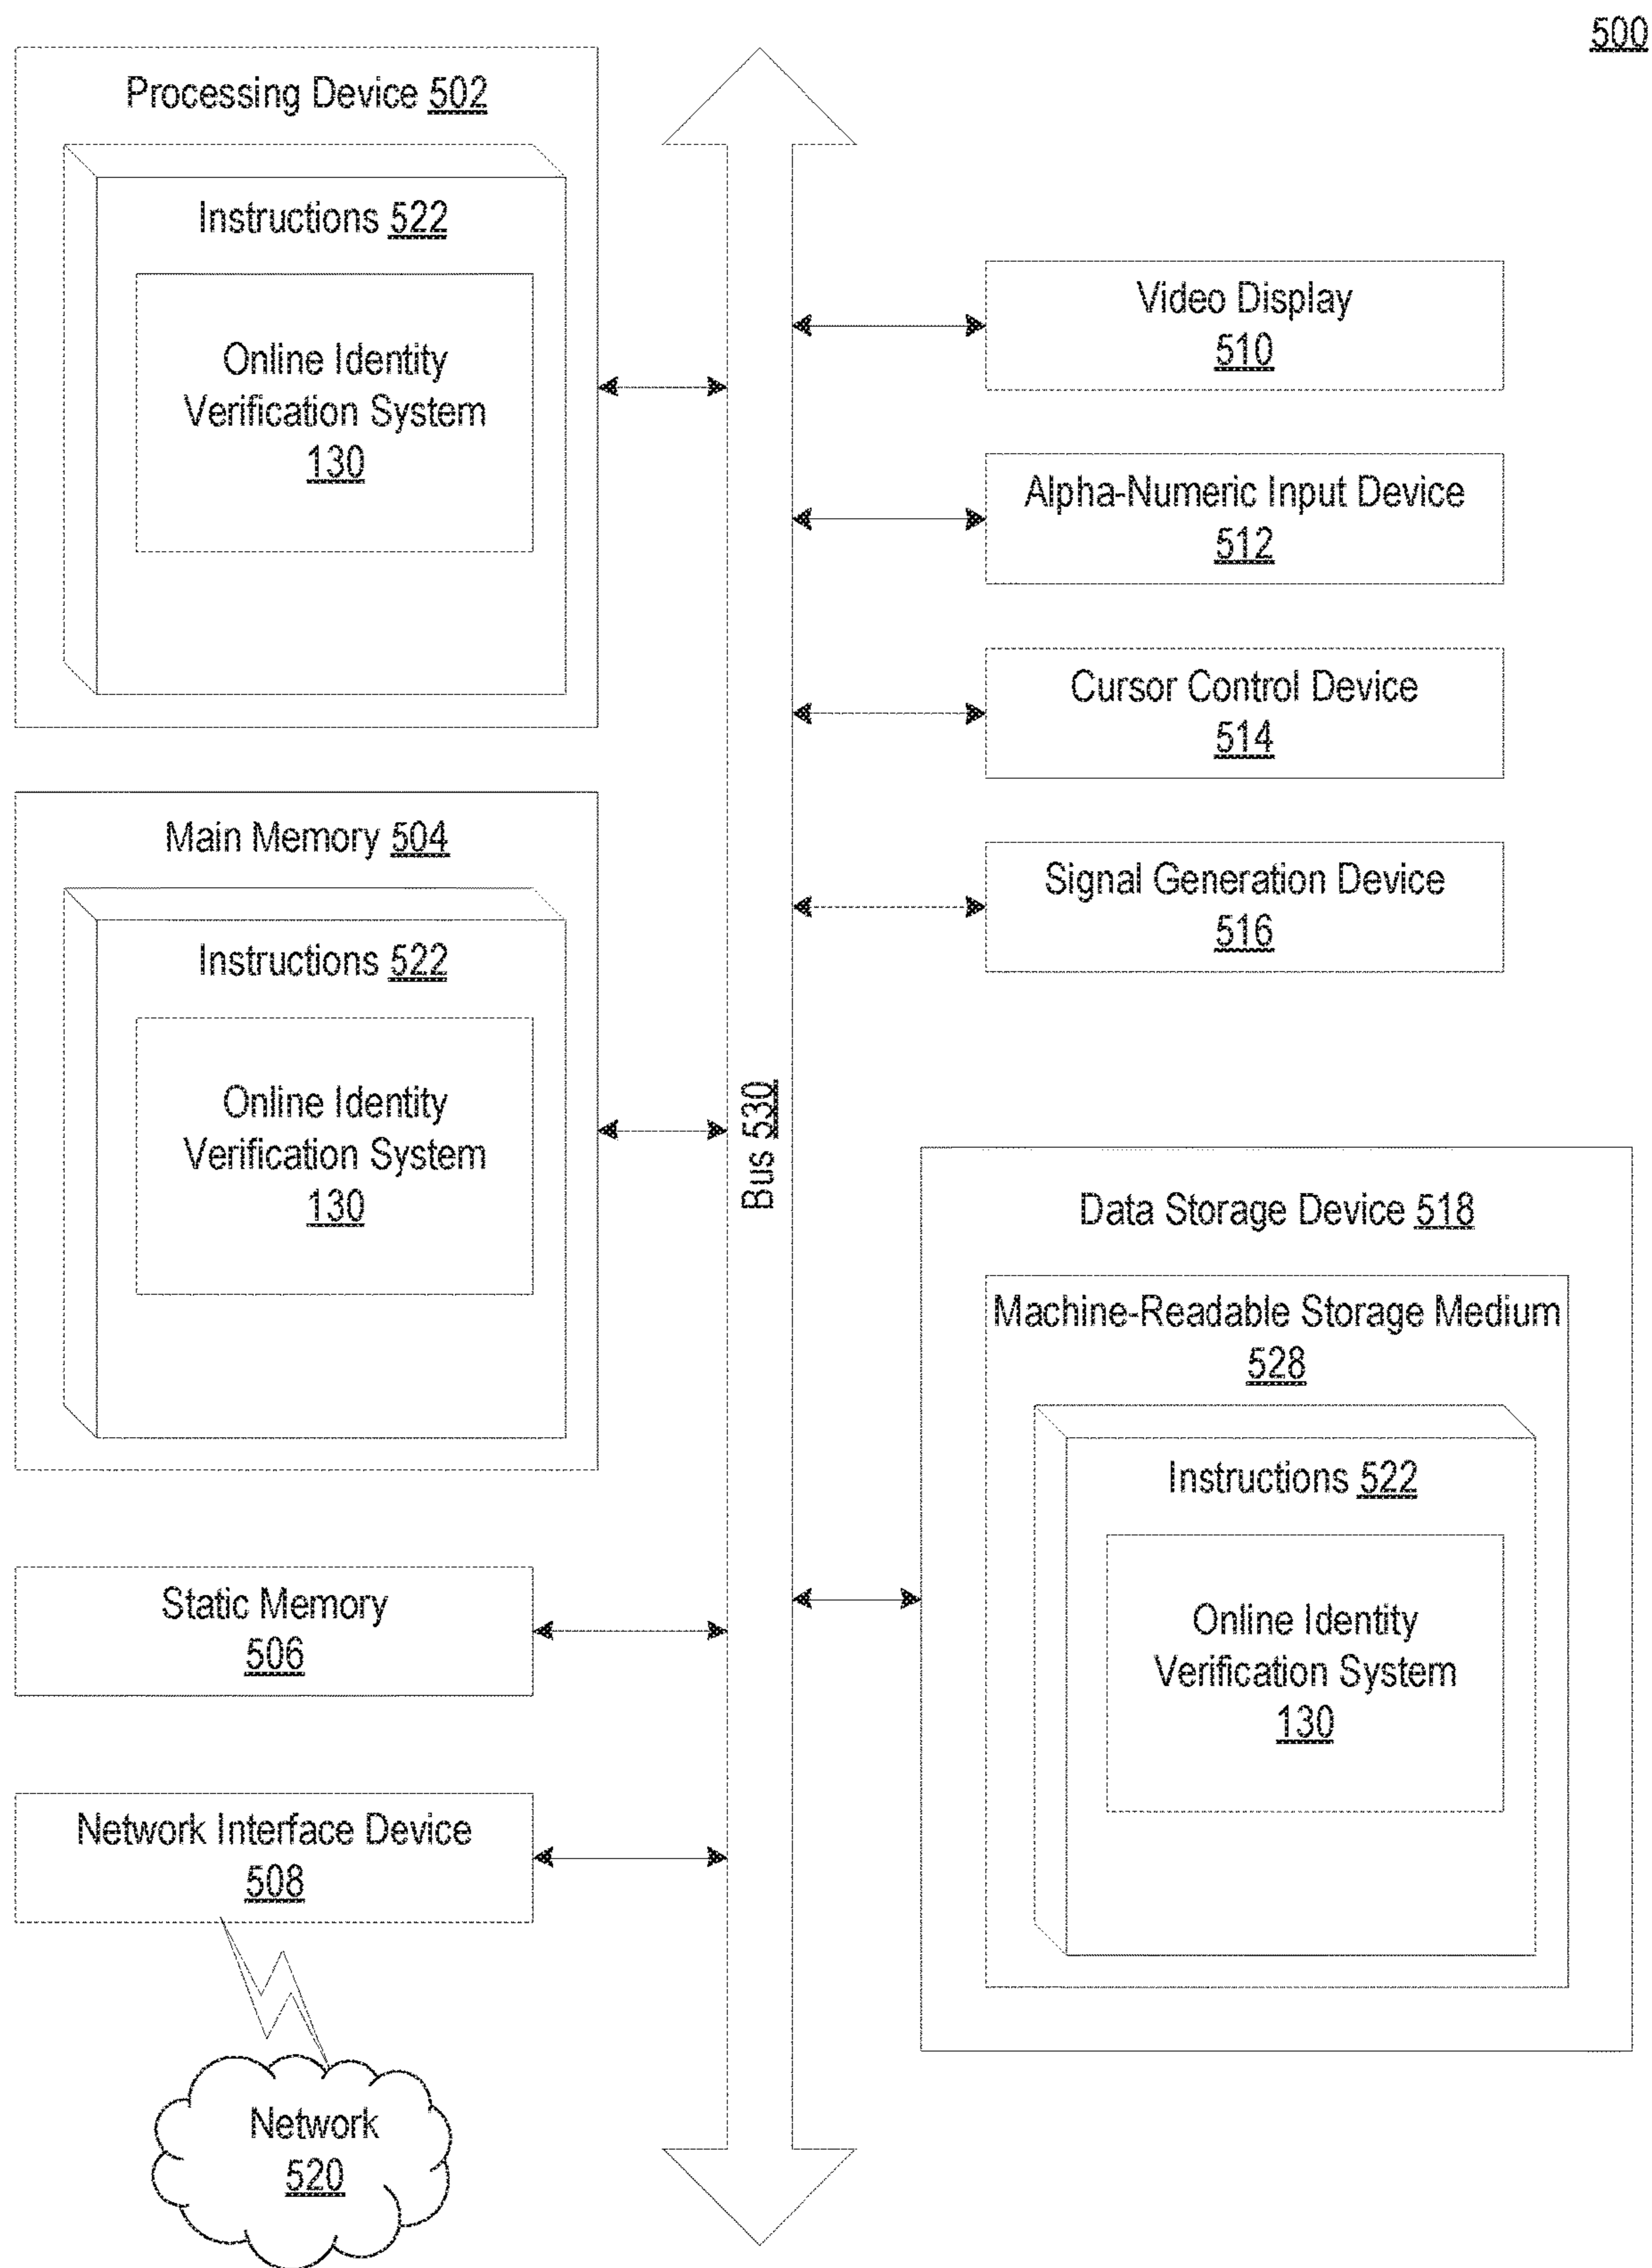 500
Processing Device 502
Instructions 522
Online Identity
Verification System
130
Main Memory 504
Instructions 522
Online Identity
Verification System
130
Static Memory
506
Network Interface Device
508
Network
520
Bus 530
Video Display
510
Alpha-Numeric Input Device
512
Cursor Control Device
514
Signal Generation Device
516
Data Storage Device 518
Machine-Readable Storage Medium
528
Instructions 522
Online Identity
Verification System
130